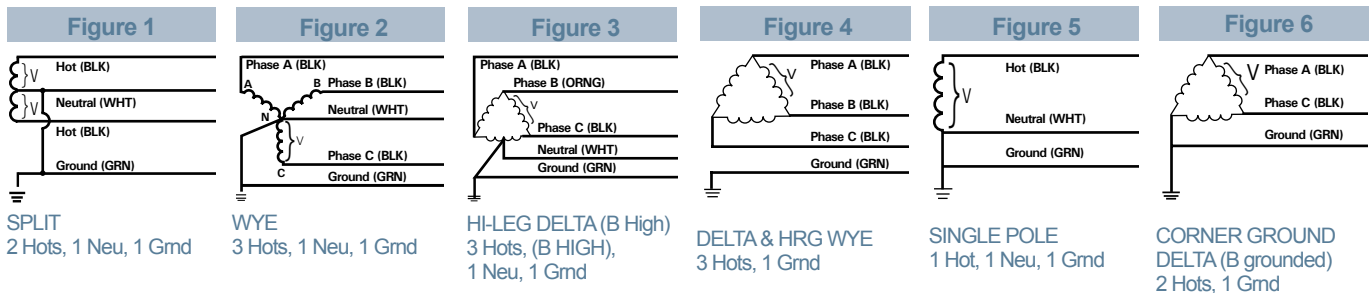 Figure 1
Hot (BLK)
V
Neutral (WHT)
V
Hot (BLK)
Ground (GRN)
SPLIT
2 Hots, 1 Neu, 1 Grnd
Figure 2
Phase A (BLK)
A
B
Phase B (BLK)
Neutral (WHT)
N
V
Phase C (BLK)
C
Ground (GRN)
WYE
3 Hots, 1 Neu, 1 Grnd
Figure 3
Phase A (BLK)
Phase B (ORNG)
V
Phase C (BLK)
Neutral (WHT)
Ground (GRN)
HI-LEG DELTA (B High)
3 Hots, (B HIGH),
1 Neu, 1 Grnd
Figure 4
Phase A (BLK)
V
Phase B (BLK)
Phase C (BLK)
Ground (GRN)
DELTA & HRG WYE
3 Hots, 1 Grnd
Figure 5
Hot (BLK)
V
Neutral (WHT)
Ground (GRN)
SINGLE POLE
1 Hot, 1 Neu, 1 Grnd
Figure 6
V
Phase A (BLK)
Phase C (BLK)
Ground (GRN)
CORNER GROUND
DELTA (B grounded)
2 Hots, 1 Grnd